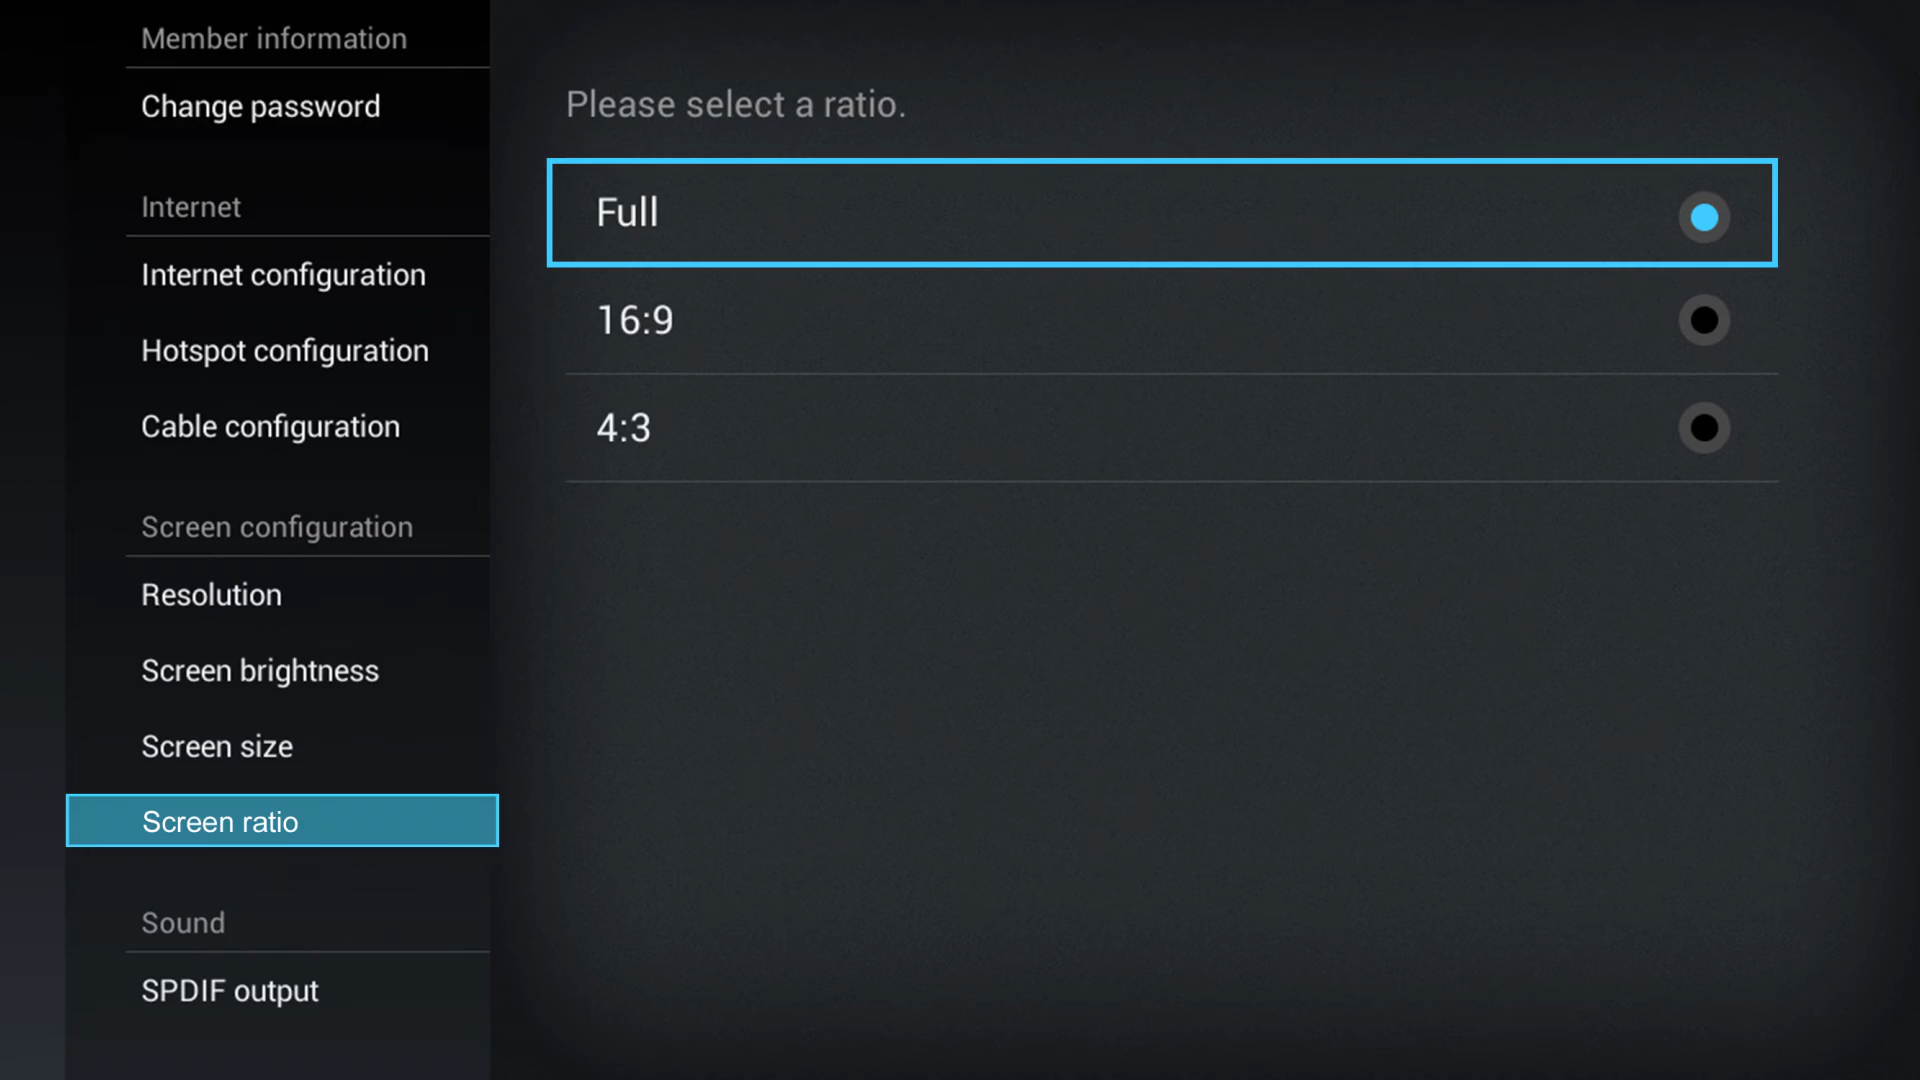 Member information
Change password
Internet
Internet configuration
Hotspot configuration
Cable configuration
Screen configuration
Resolution
Screen brightness
Screen size
Screen ratio
Sound
SPDIF output
Please select a ratio.
Full
16:9
4:3